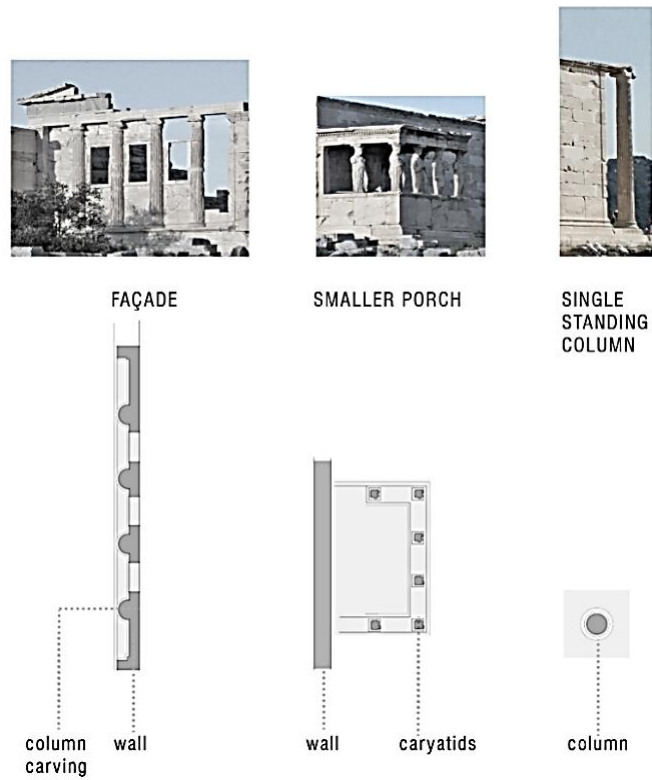 FAÇADE
SMALLER PORCH
SINGLE
STANDING
COLUMN
column
carving
wall
wall
caryatids
column